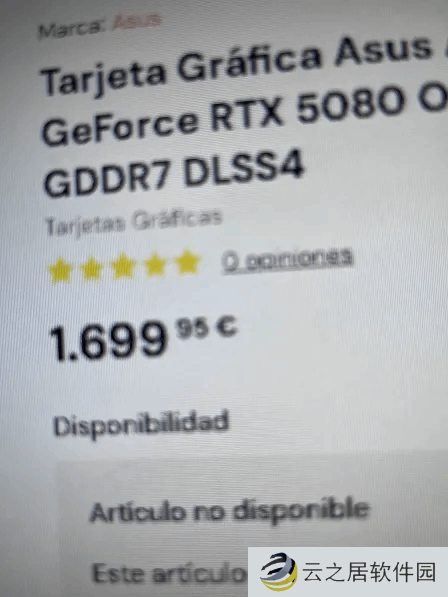 Marca: Asus
Tarjeta Gráfica Asus
GeForce RTX 5080 O
GDDR7 DLSS4
Tarjetas Gráficas
0 opiniones
1.699 95 €
Disponibilidad
Artículo no disponible
Este artículo
云之居软件园